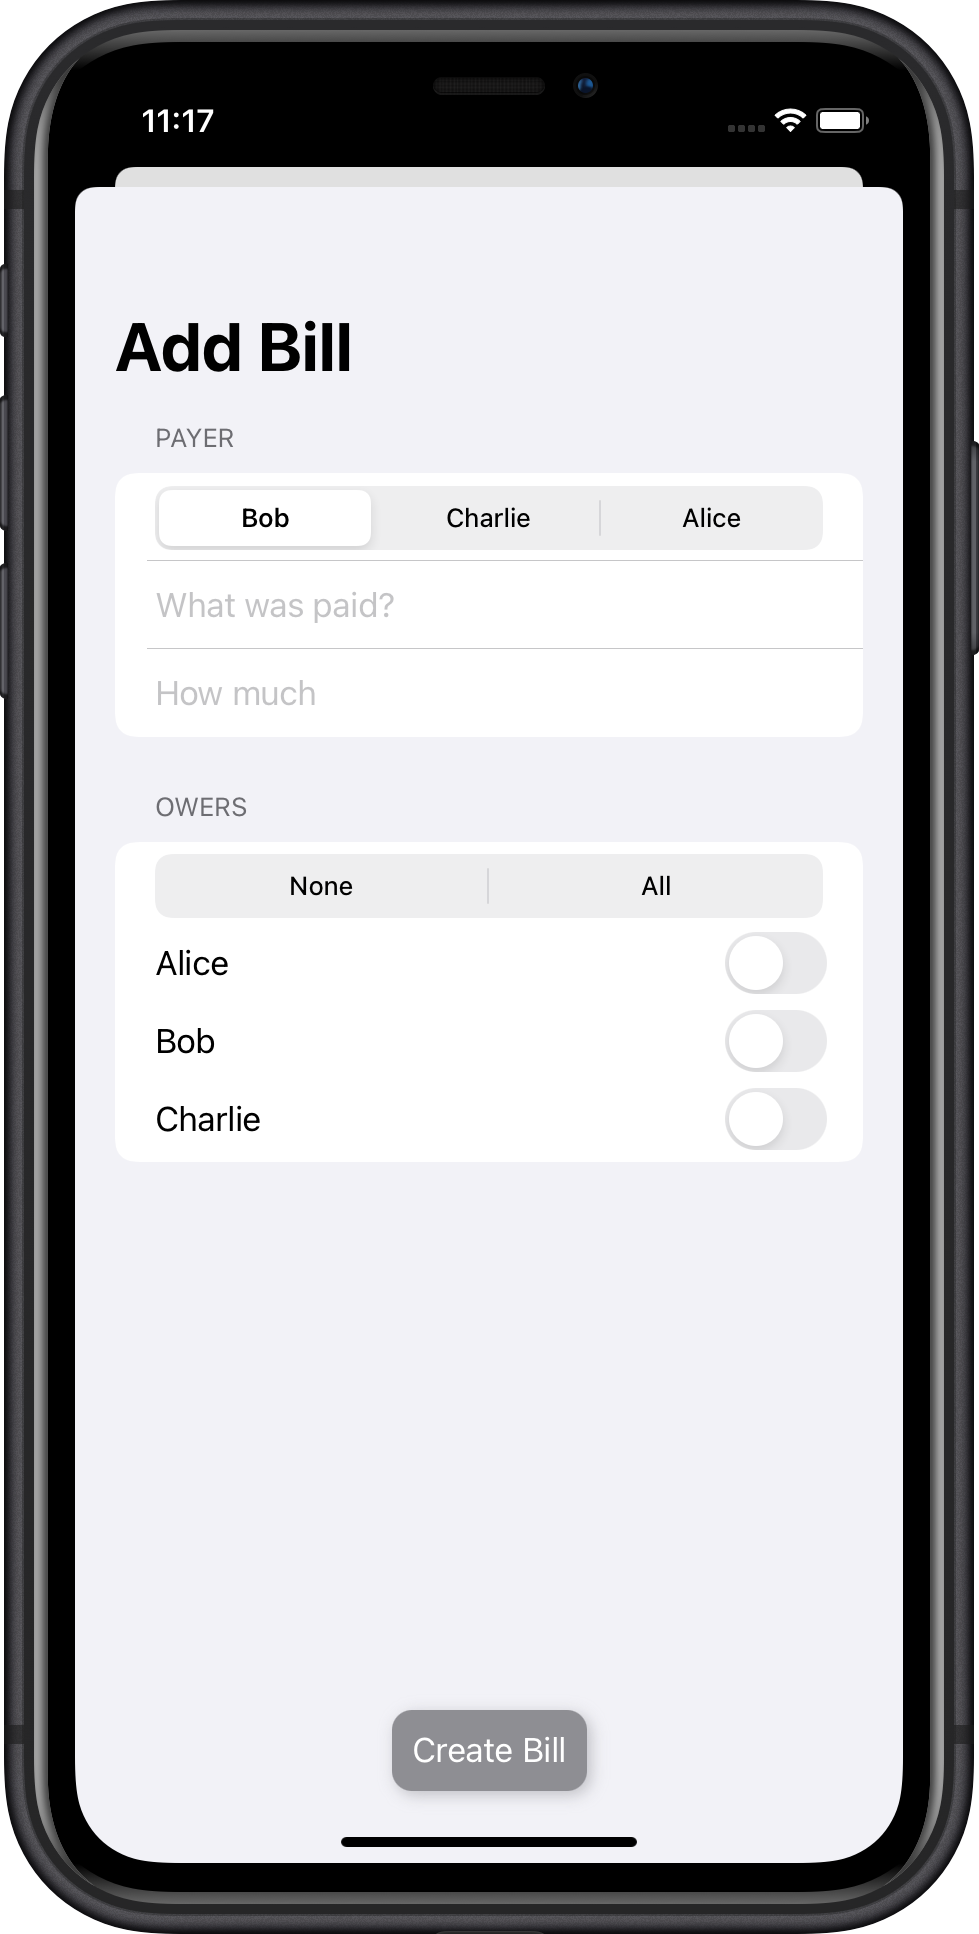 11:17
Add Bill
PAYER
Bob Charlie Alice
What was paid?
How much
OWERS
None All
Alice
Bob
Charlie
Create Bill